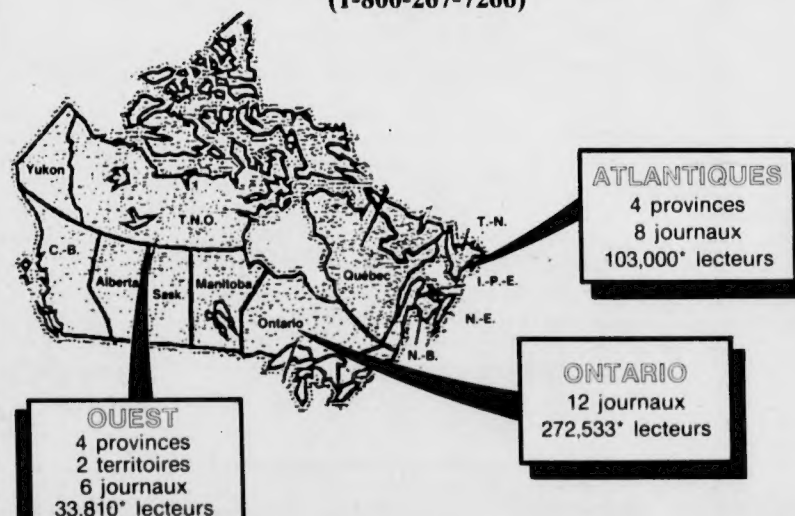 (1-800-267-7266)
Yukon
T.N.O.
C.-B.
Alberta
Sask.
Manitoba
Ontario
Québec
T.-N.
I.-P.-E.
N.-E.
N.-B.
ATLANTIQUES
4 provinces
8 journaux
103,000* lecteurs
ONTARIO
12 journaux
272,533* lecteurs
OUEST
4 provinces
2 territoires
6 journaux
33,810* lecteurs